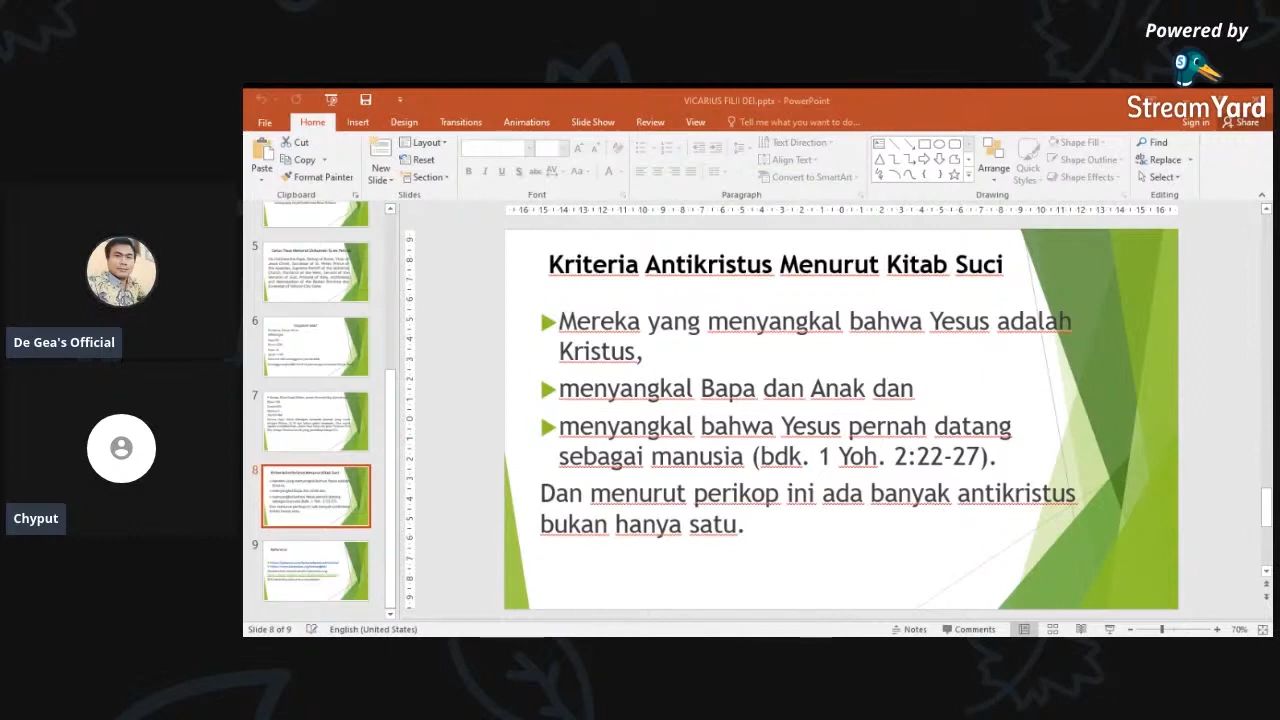 Powered by
StreamYard
VICARIUS FILII DEI.pptx - PowerPoint
File Home Insert Design Transitions Animations Slide Show Review View Tell me what you want to do... Sign in Share
Paste
Cut
Copy
Format Painter
Clipboard
New Slide
Layout
Reset
Section
Slides
Font
Text Direction
Align Text
Convert to SmartArt
Paragraph
Arrange
Quick Styles
Shape Fill
Shape Outline
Shape Effects
Drawing
Find
Replace
Select
Editing
5
6
7
8
9
De Gea's Official
Chyput
Kriteria Antikristus Menurut Kitab Suci
Mereka yang menyangkal bahwa Yesus adalah
Kristus,
menyangkal Bapa dan Anak dan
menyangkal bahwa Yesus pernah datang
sebagai manusia (bdk. 1 Yoh. 2:22-27).
Dan menurut perikop ini ada banyak antikristus
bukan hanya satu.
Slide 8 of 9 English (United States) Notes Comments 70%